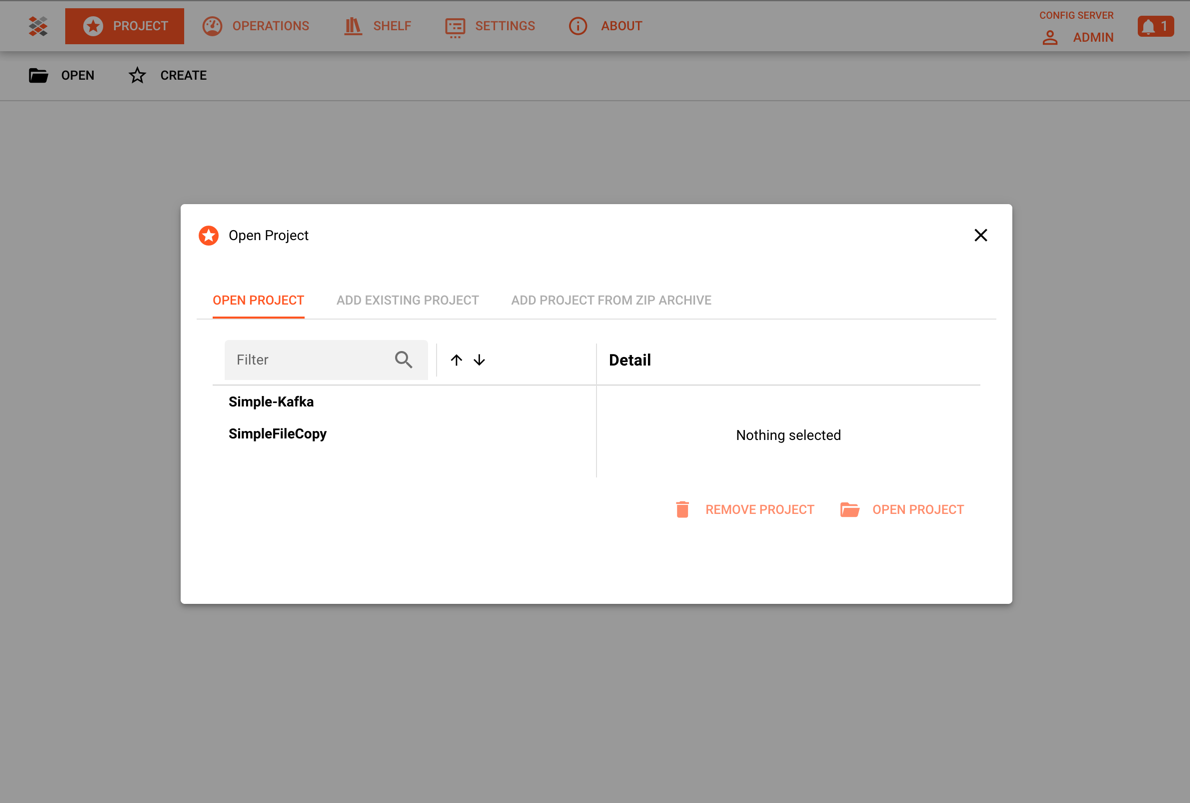 PROJECT OPERATIONS SHELF SETTINGS ABOUT
CONFIG SERVER
ADMIN
1
OPEN CREATE
Open Project
OPEN PROJECT ADD EXISTING PROJECT ADD PROJECT FROM ZIP ARCHIVE
Filter
Detail
Simple-Kafka
SimpleFileCopy
Nothing selected
REMOVE PROJECT OPEN PROJECT